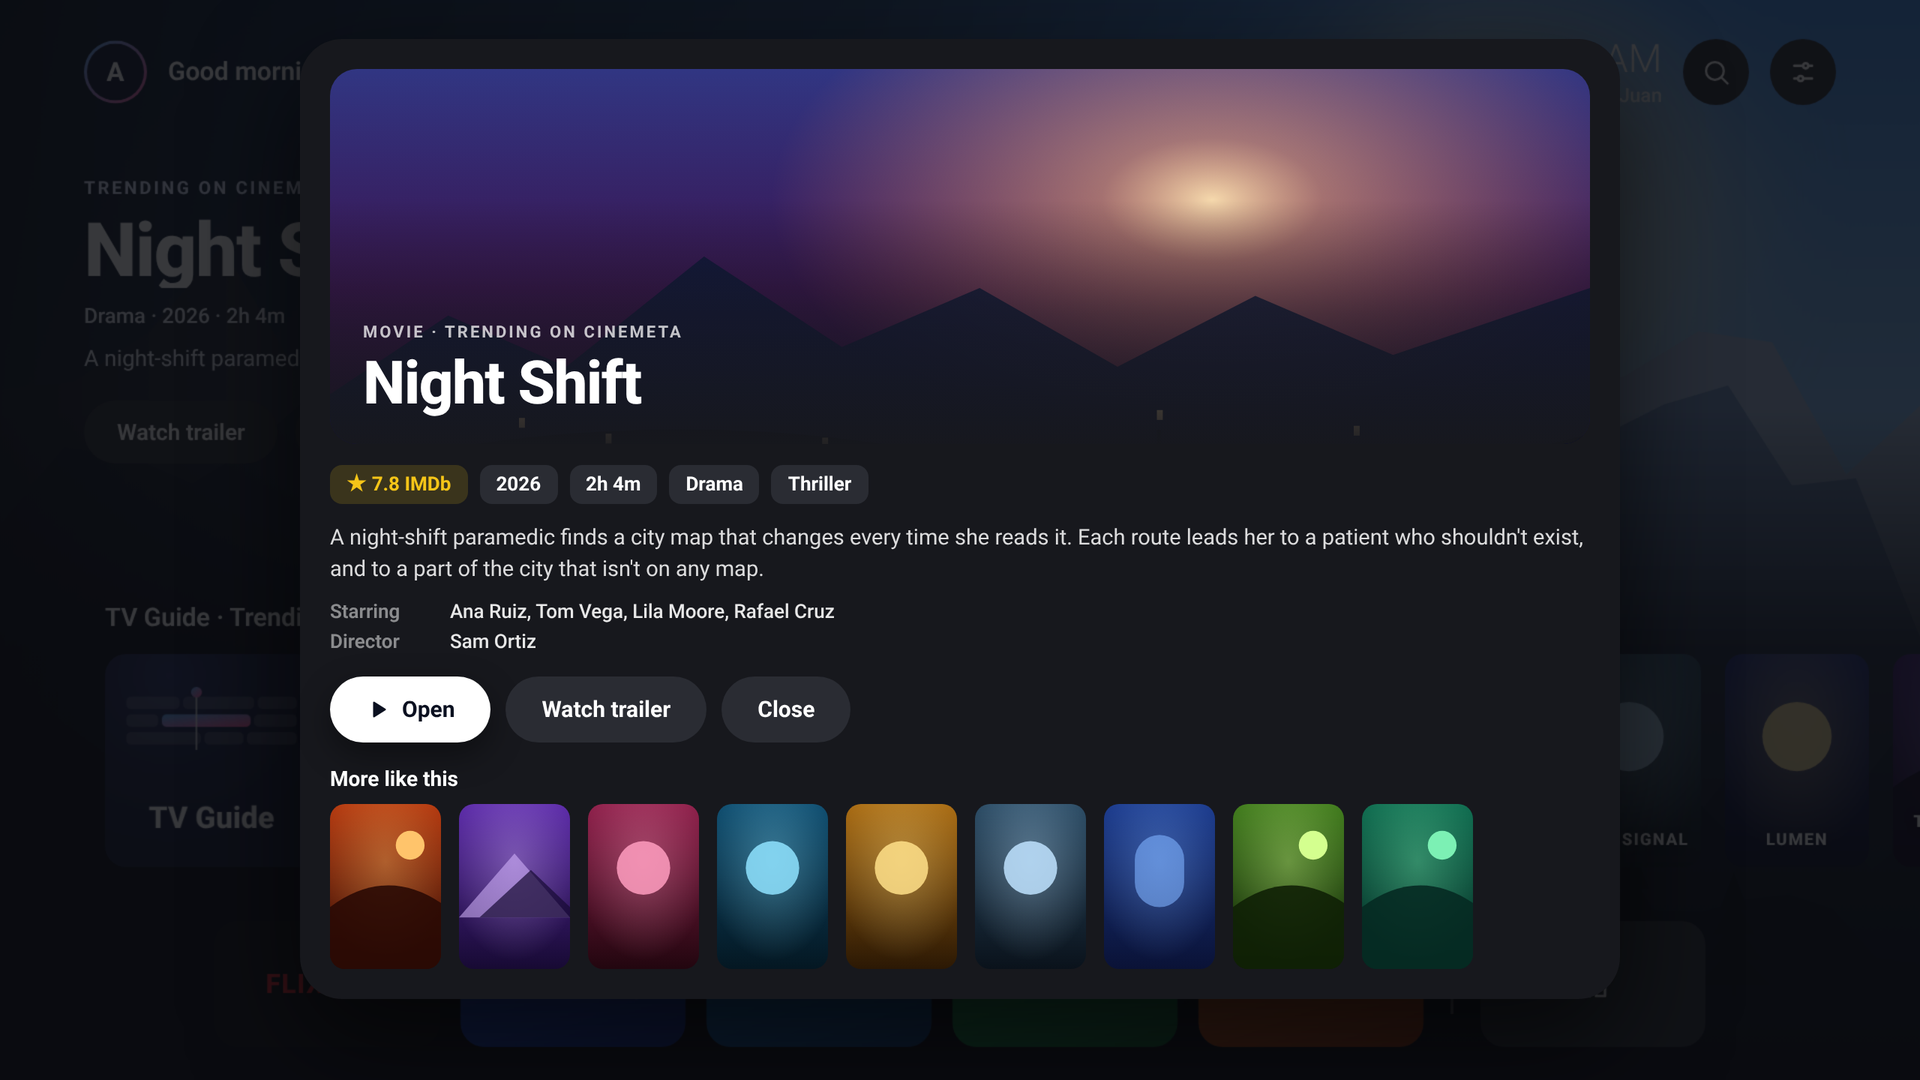 A
Good morni
AM
Juan
TRENDING ON CINEM
Night S
Drama · 2026 · 2h 4m
A night-shift paramed
Watch trailer
MOVIE · TRENDING ON CINEMETA
Night Shift
★ 7.8 IMDb
2026
2h 4m
Drama
Thriller
A night-shift paramedic finds a city map that changes every time she reads it. Each route leads her to a patient who shouldn't exist,
and to a part of the city that isn't on any map.
Starring Ana Ruiz, Tom Vega, Lila Moore, Rafael Cruz
Director Sam Ortiz
Open
Watch trailer
Close
More like this
TV Guide · Trendi
TV Guide
SIGNAL
LUMEN